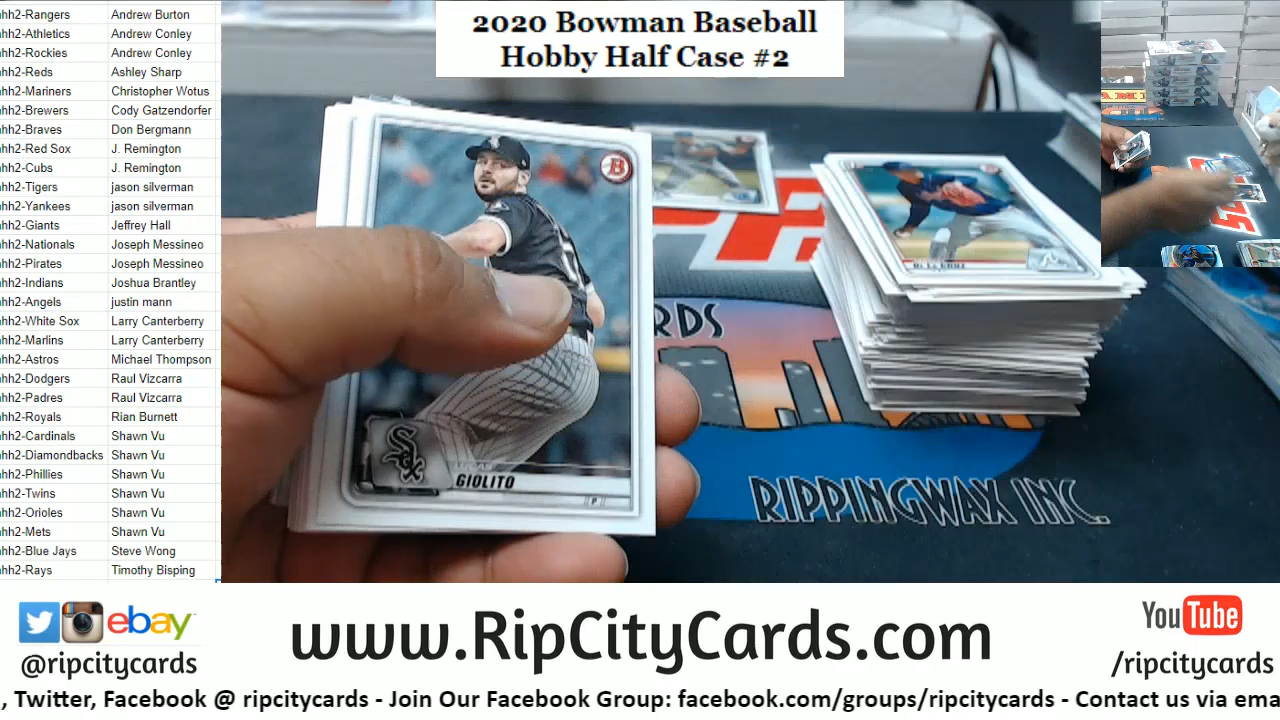 hh2-Rangers Andrew Burton
hh2-Athletics Andrew Conley
hh2-Rockies Andrew Conley
hh2-Reds Ashley Sharp
hh2-Mariners Christopher Wotus
hh2-Brewers Cody Gatzendorfer
hh2-Braves Don Bergmann
hh2-Red Sox J. Remington
hh2-Cubs J. Remington
hh2-Tigers jason silverman
hh2-Yankees jason silverman
hh2-Giants Jeffrey Hall
hh2-Nationals Joseph Messineo
hh2-Pirates Joseph Messineo
hh2-Indians Joshua Brantley
hh2-Angels justin mann
hh2-White Sox Larry Canterberry
hh2-Marlins Larry Canterberry
hh2-Astros Michael Thompson
hh2-Dodgers Raul Vizcarra
hh2-Padres Raul Vizcarra
hh2-Royals Rian Burnett
hh2-Cardinals Shawn Vu
hh2-Diamondbacks Shawn Vu
hh2-Phillies Shawn Vu
hh2-Twins Shawn Vu
hh2-Orioles Shawn Vu
hh2-Mets Shawn Vu
hh2-Blue Jays Steve Wong
hh2-Rays Timothy Bisping
2020 Bowman Baseball
Hobby Half Case #2
B
Sox
GIOLITO
P
RDS
RIPPINGWAX INC.
ebay
@ripcitycards
www.RipCityCards.com
YouTube
/ripcitycards
, Twitter, Facebook @ ripcitycards - Join Our Facebook Group: facebook.com/groups/ripcitycards - Contact us via ema